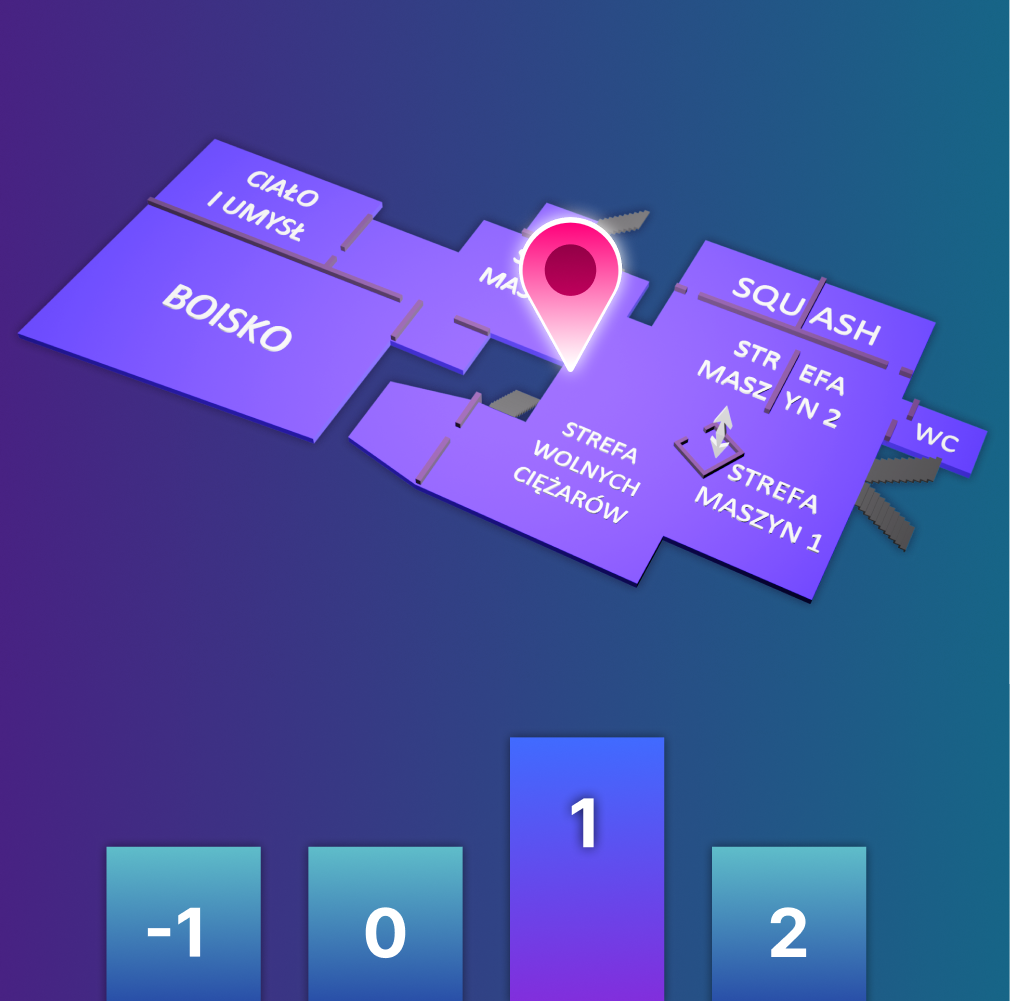 CIAŁO
I UMYSŁ
BOISKO
SQUASH
STREFA
MASZYN 2
WC
STREFA
WOLNYCH
CIĘŻARÓW
STREFA
MASZYN 1
-1
0
1
2